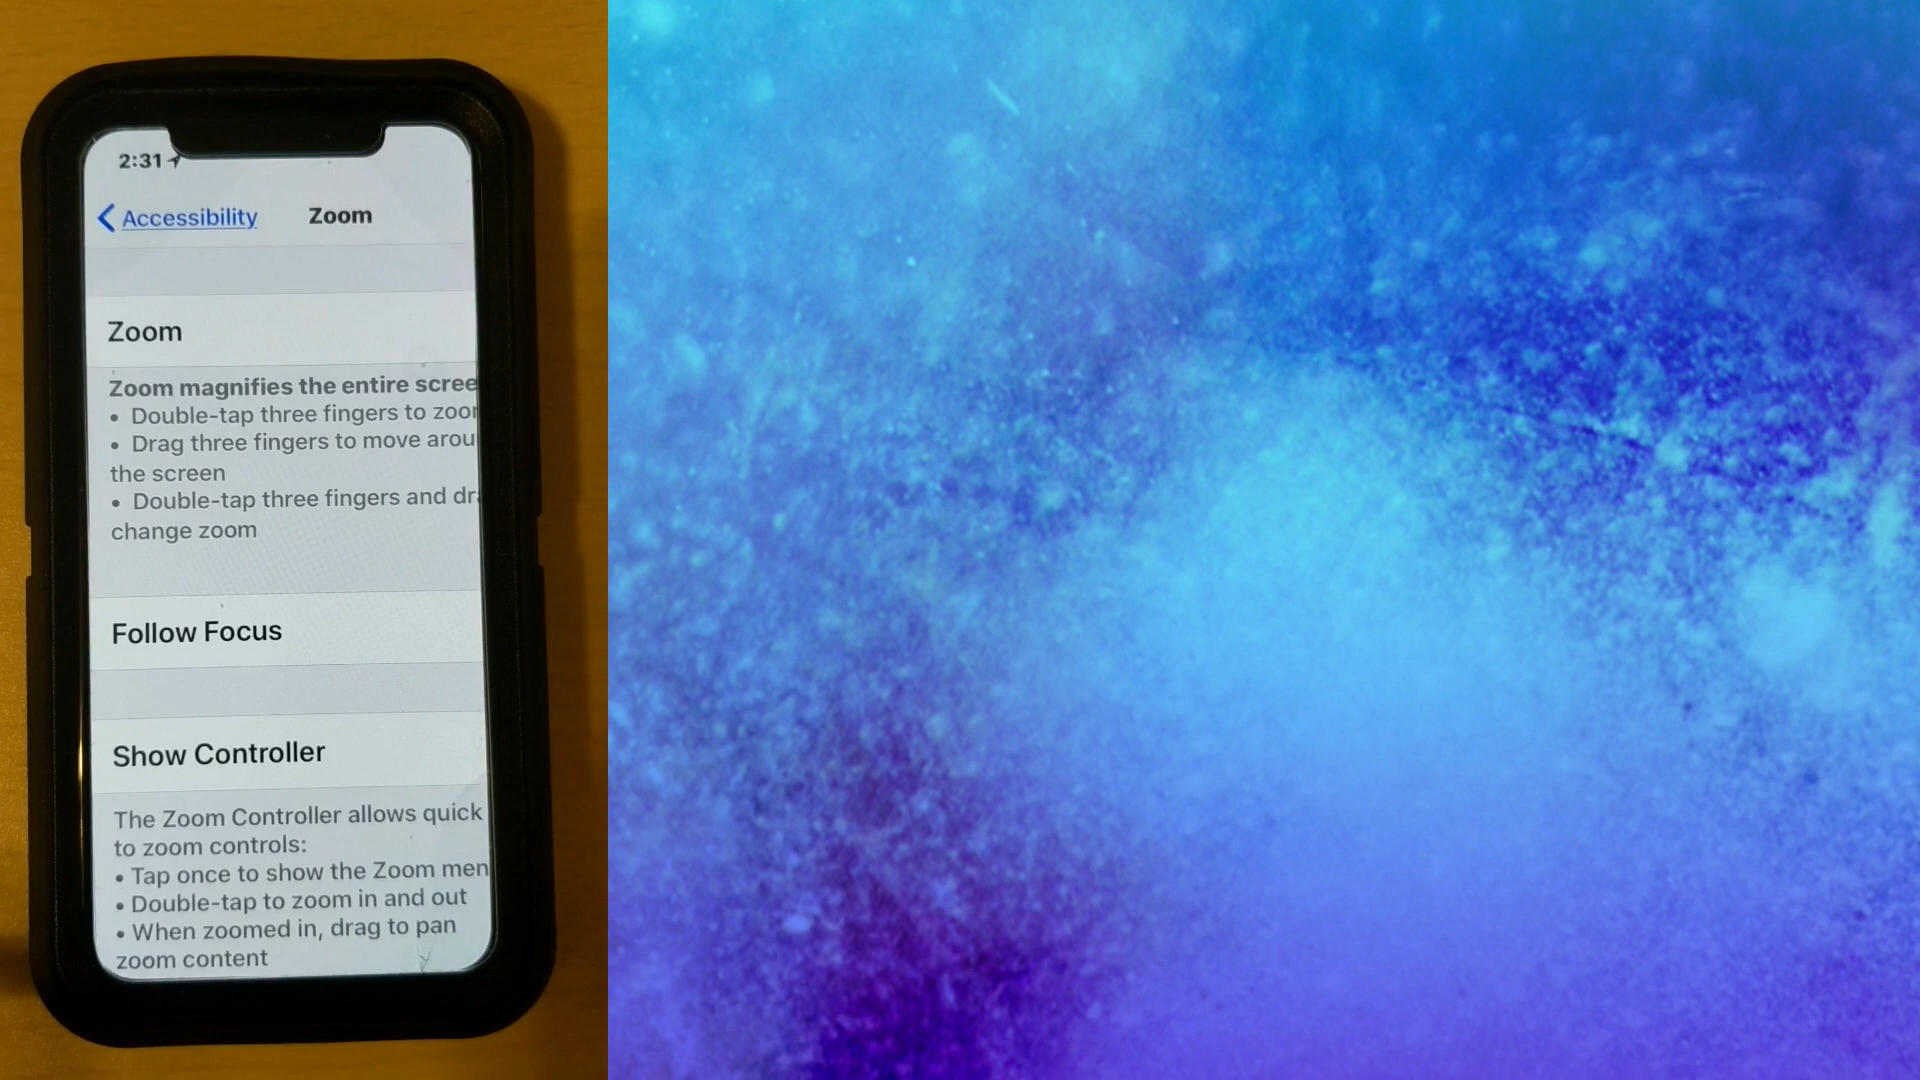 2:31
Accessibility
Zoom
Zoom
Zoom magnifies the entire scree
• Double-tap three fingers to zoo
• Drag three fingers to move arou
the screen
• Double-tap three fingers and dr
change zoom
Follow Focus
Show Controller
The Zoom Controller allows quick
to zoom controls:
• Tap once to show the Zoom men
• Double-tap to zoom in and out
• When zoomed in, drag to pan
zoom content